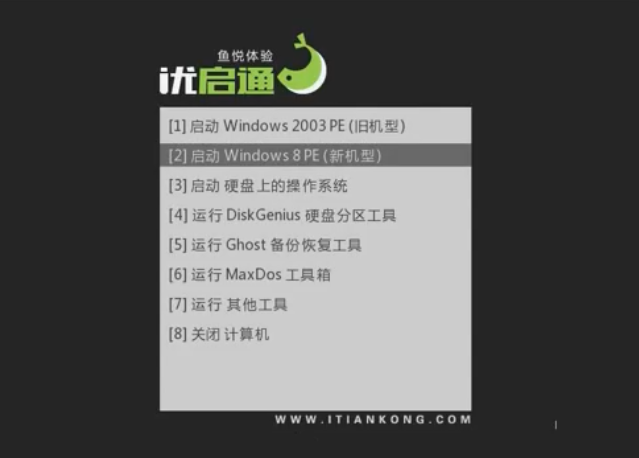 鱼悦体验
优启通
[1] 启动 Windows 2003 PE (旧机型)
[2] 启动 Windows 8 PE (新机型)
[3] 启动 硬盘上的操作系统
[4] 运行 DiskGenius 硬盘分区工具
[5] 运行 Ghost 备份恢复工具
[6] 运行 MaxDos 工具箱
[7] 运行 其他工具
[8] 关闭 计算机
WWW.ITIANKONG.COM